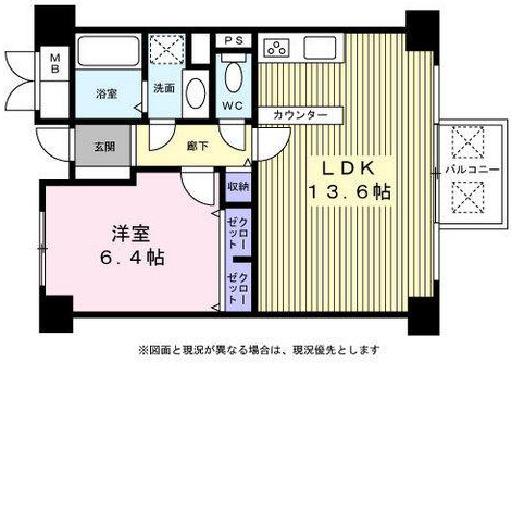 PS
MB
浴室
洗面
WC
カウンター
玄関
廊下
LDK
13.6帖
バルコニー
収納
洋室
6.4帖
クローゼット
クローゼット
※図面と現況が異なる場合は、現況優先とします